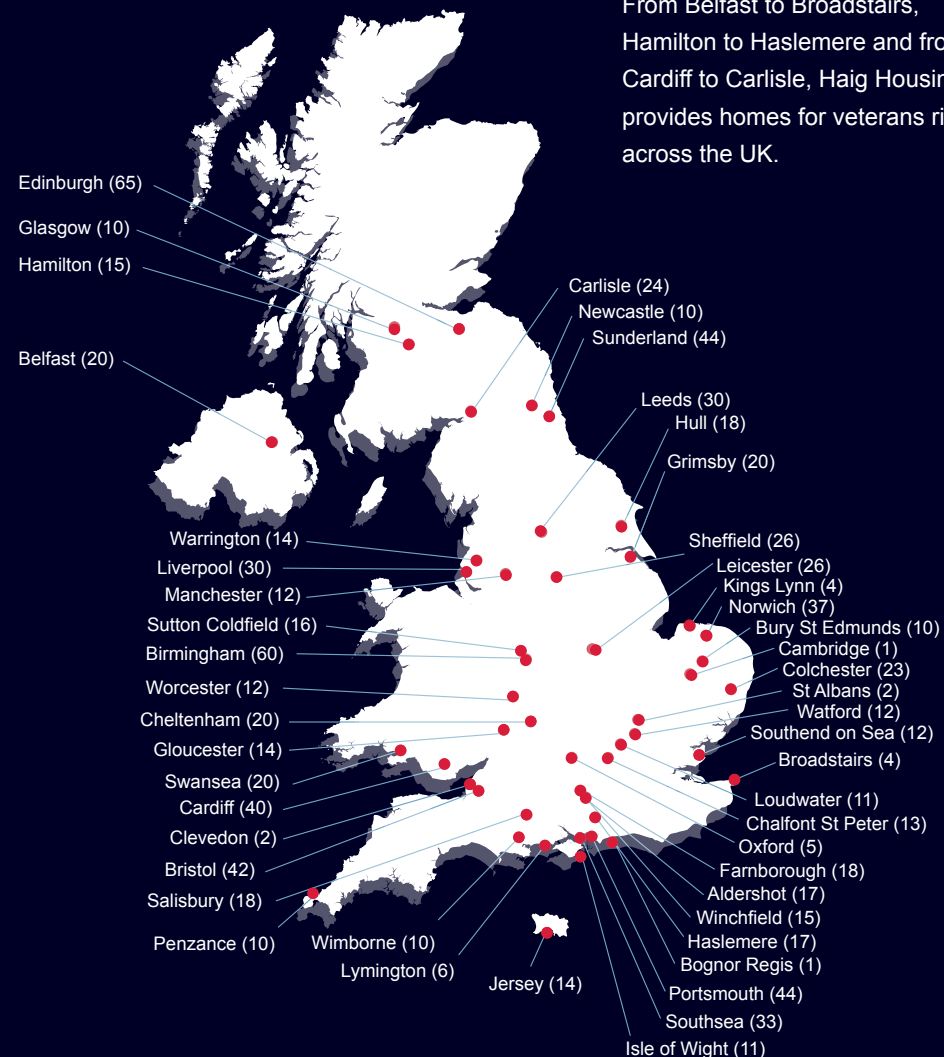 From Belfast to Broadstairs,
Hamilton to Haslemere and
Cardiff to Carlisle, Haig
provides homes for veterans
across the UK.
Edinburgh (65)
Glasgow (10)
Hamilton (15)
Belfast (20)
Carlisle (24)
Newcastle (10)
Sunderland (44)
Leeds (30)
Hull (18)
Grimsby (20)
Warrington (14)
Liverpool (30)
Manchester (12)
Sutton Coldfield (16)
Birmingham (60)
Worcester (12)
Cheltenham (20)
Gloucester (14)
Swansea (20)
Cardiff (40)
Clevedon (2)
Bristol (42)
Salisbury (18)
Penzance (10)
Wimborne (10)
Lymington (6)
Jersey (14)
Sheffield (26)
Leicester (26)
Kings Lynn (4)
Norwich (37)
Bury St Edmunds (10)
Cambridge (1)
Colchester (23)
St Albans (2)
Watford (12)
Southend on Sea (12)
Broadstairs (4)
Loudwater (11)
Chalfont St Peter (13)
Oxford (5)
Farnborough (18)
Aldershot (17)
Winchfield (15)
Haslemere (17)
Bognor Regis (1)
Portsmouth (44)
Southsea (33)
Isle of Wight (11)